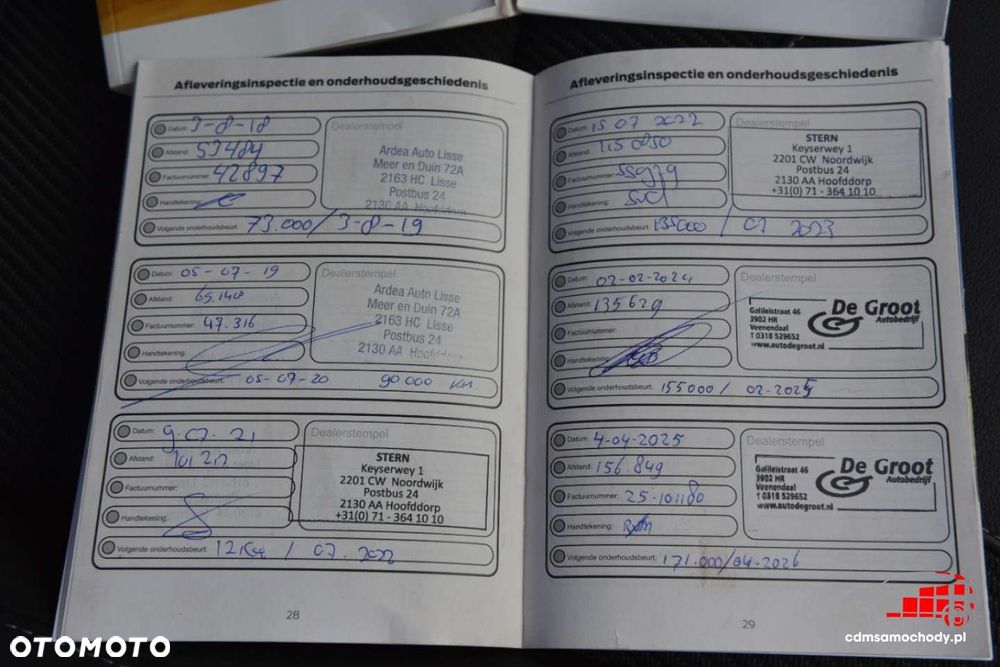 Afleveringsinspectie en onderhoudsgeschiedenis
Datum: 3-8-18
Afstand: 53484
Factuurnummer: 42897
Handtekening:
Volgende onderhoudsbeurt: 73.000/3-8-19
Dealerstempel
Ardea Auto Lisse
Meer en Duin 72A
2163 HC Lisse
Postbus 24
2130 AA Hoofddorp
Datum: 05-07-19
Afstand: 65.148
Factuurnummer: 47.316
Handtekening:
Volgende onderhoudsbeurt: 05-07-20 90 000 km.
Dealerstempel
Ardea Auto Lisse
Meer en Duin 72A
2163 HC Lisse
Postbus 24
2130 AA Hoofddorp
Datum: 9-07-21
Afstand:
Factuurnummer:
Handtekening:
Volgende onderhoudsbeurt: / 07.2022
Dealerstempel
STERN
Keyserwey 1
2201 CW Noordwijk
Postbus 24
2130 AA Hoofddorp
+31(0) 71 - 364 10 10
28
Afleveringsinspectie en onderhoudsgeschiedenis
Datum: 15 07 2022
Afstand: 115850
Factuurnummer:
Handtekening:
Volgende onderhoudsbeurt: 135000 / 07 2023
Dealerstempel
STERN
Keyserwey 1
2201 CW Noordwijk
Postbus 24
2130 AA Hoofddorp
+31(0) 71 - 364 10 10
Datum: 02-02-2024
Afstand: 135629
Factuurnummer:
Handtekening:
Volgende onderhoudsbeurt: 155000 / 02-2025
Dealerstempel
Galileistraat 46
3902 HR
Veenendaal
T 0318 529652
www.autodegroot.nl
De Groot
Autobedrijf
Datum: 4-04-2025
Afstand: 156.849
Factuurnummer: 25-101180
Handtekening:
Volgende onderhoudsbeurt: 171.000/04-2026
Dealerstempel
Galileistraat 46
3902 HR
Veenendaal
T 0318 529652
www.autodegroot.nl
De Groot
Autobedrijf
29
OTOMOTO
cdmsamochody.pl